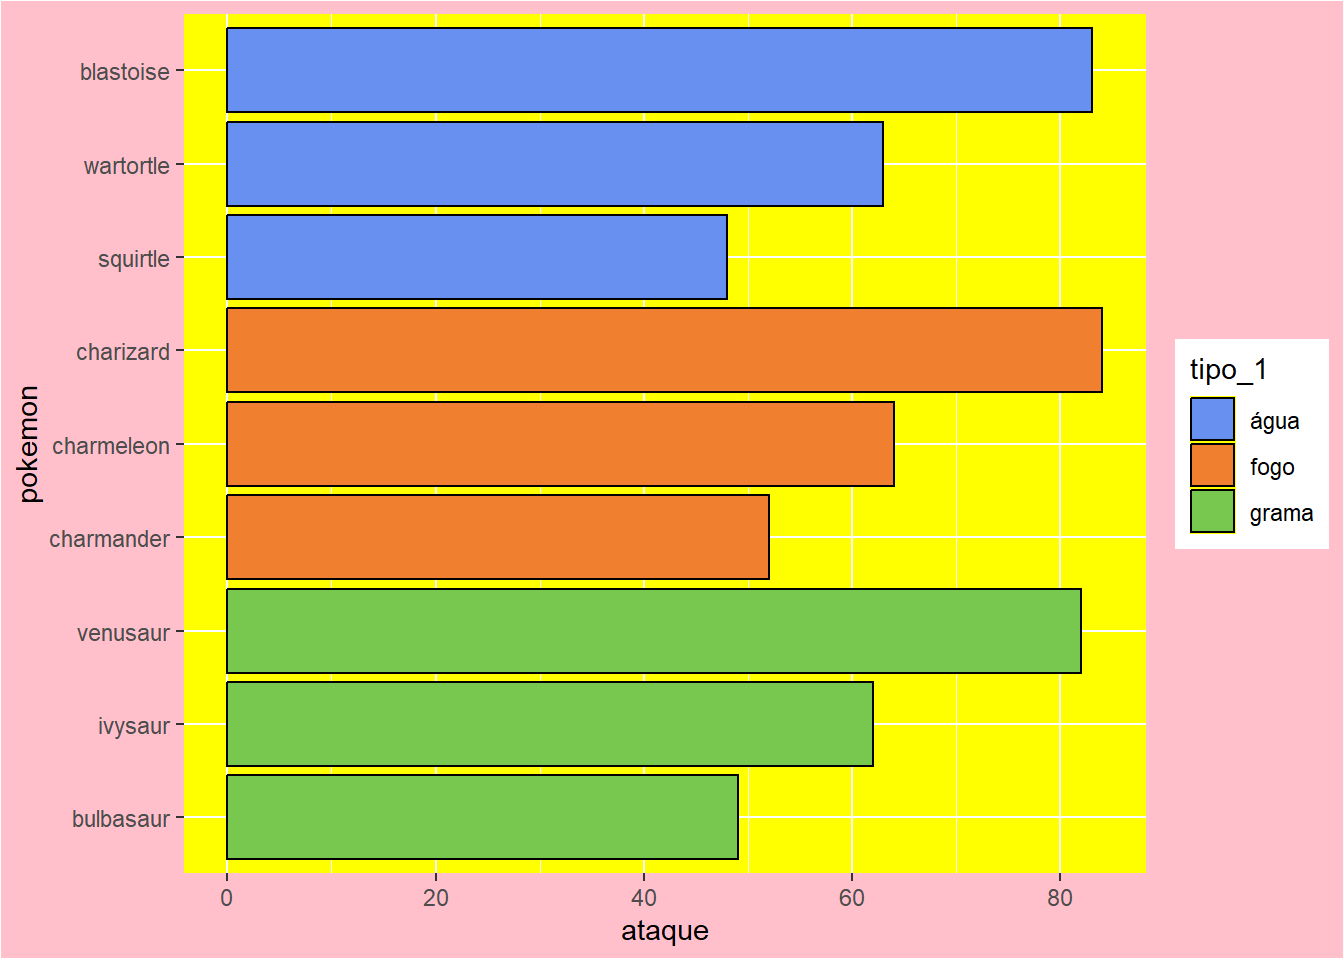 pokemon
blastoise
wartortle
squirtle
charizard
charmeleon
charmander
venusaur
ivysaur
bulbasaur
0 20 40 60 80
ataque
tipo_1
água
fogo
grama